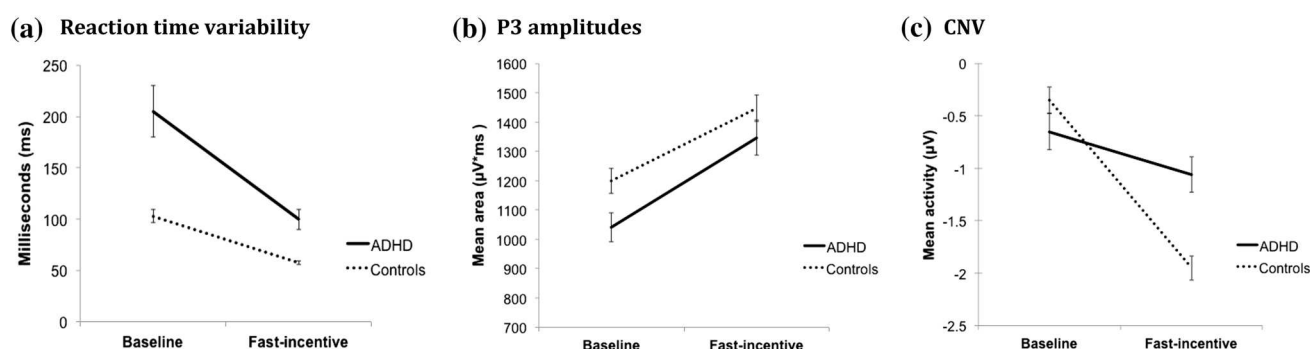 (a) Reaction time variability
Milliseconds (ms)
250
200
150
100
50
0
Baseline Fast-incentive
ADHD
Controls
(b) P3 amplitudes
Mean area (µV*ms )
1600
1500
1400
1300
1200
1100
1000
900
800
700
Baseline Fast-incentive
ADHD
Controls
(c) CNV
Mean activity (µV)
0
-0.5
-1
-1.5
-2
-2.5
Baseline Fast-incentive
ADHD
Controls